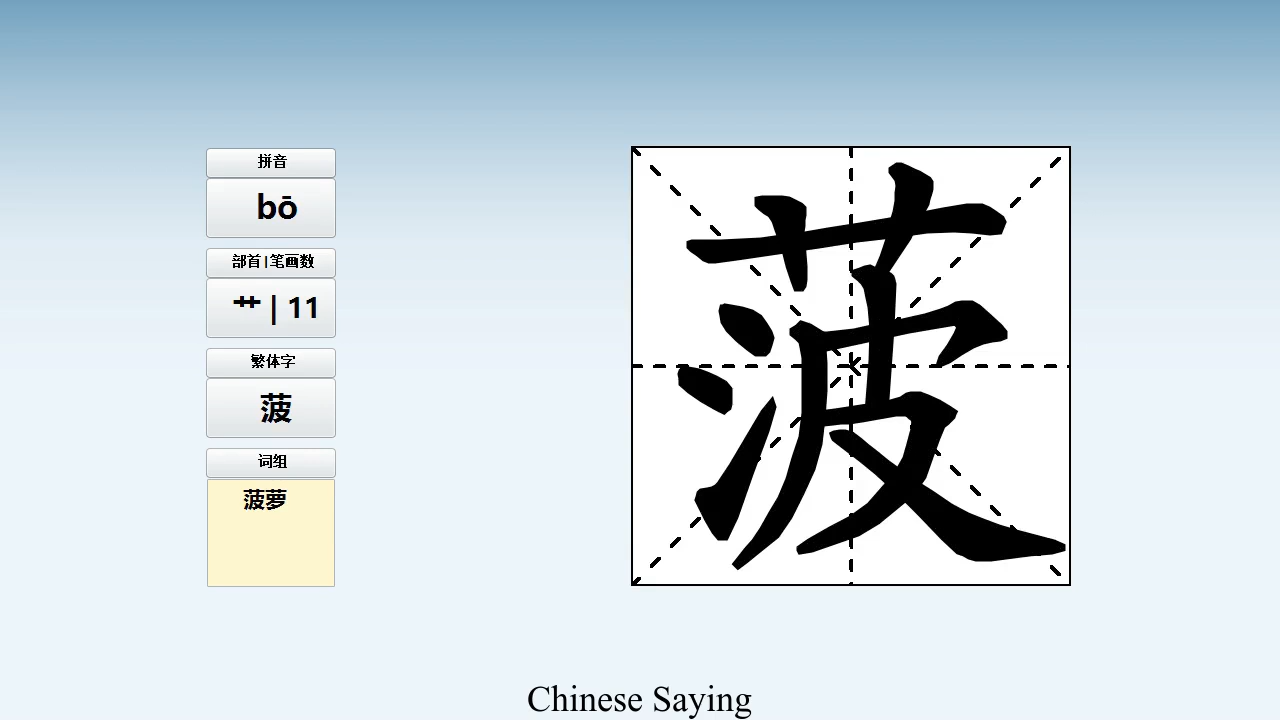 拼音
bō
部首|笔画数
艹 | 11
繁体字
菠
词组
菠萝
菠
Chinese Saying